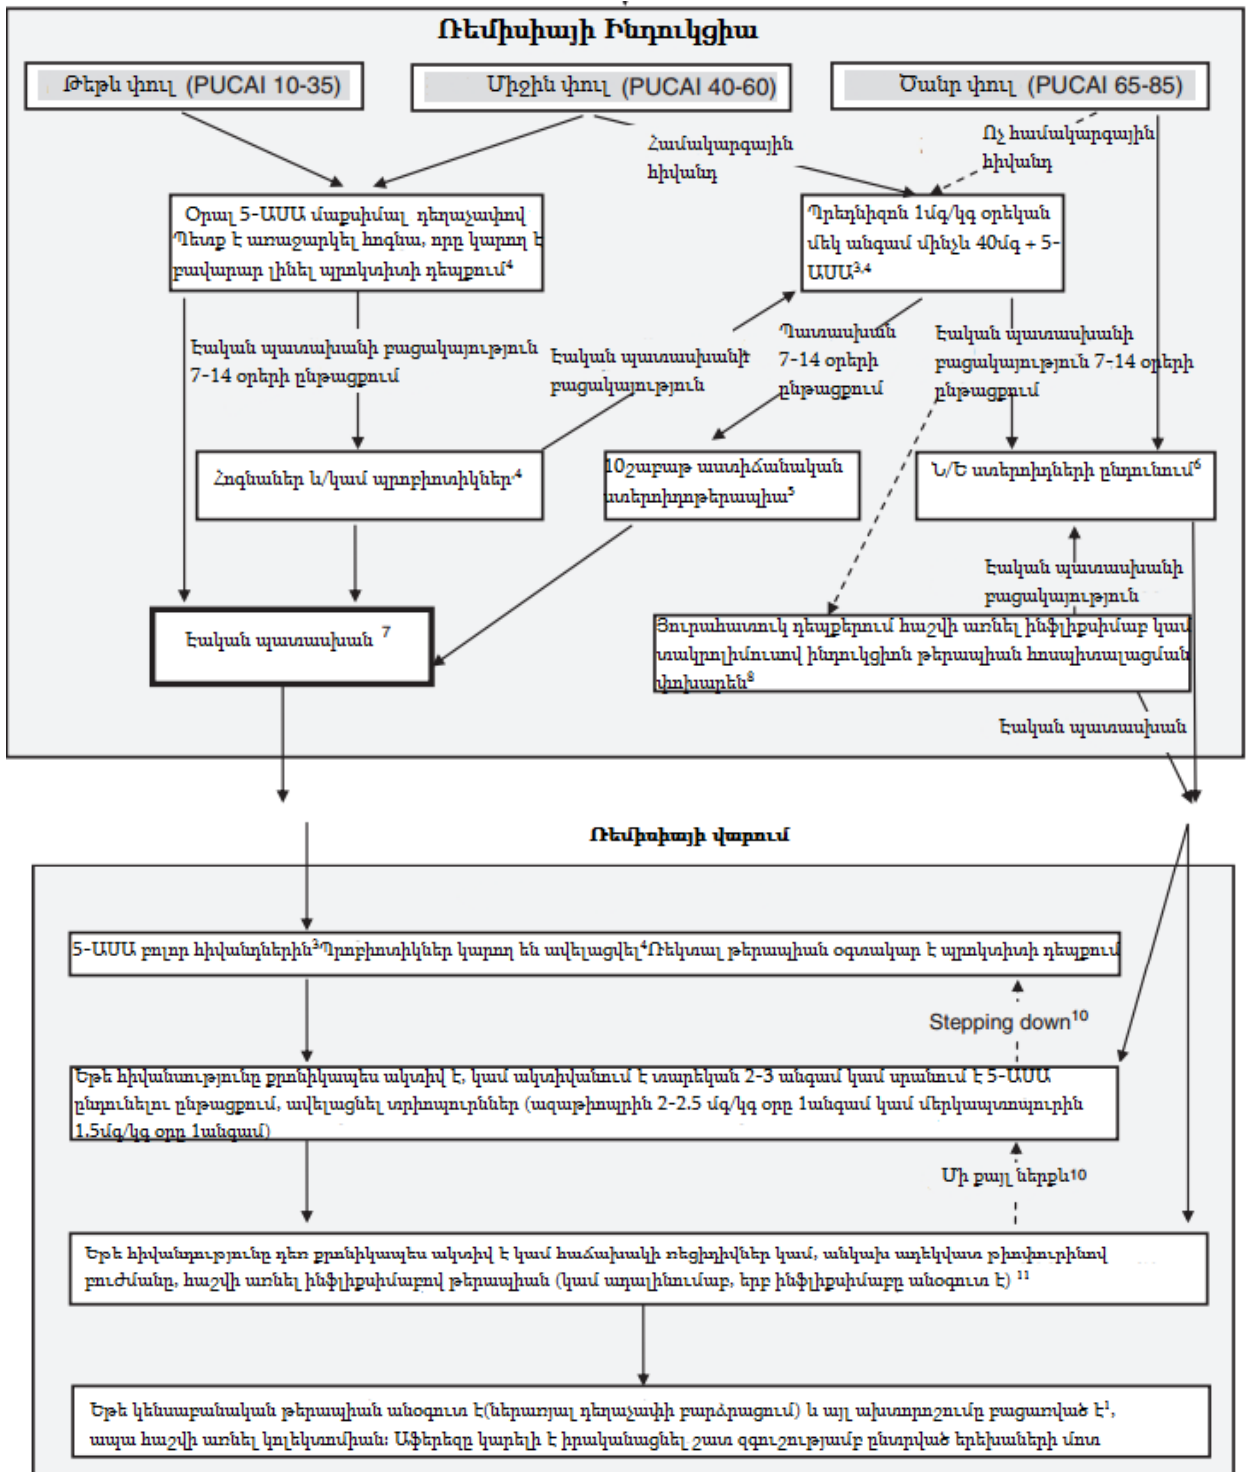 Ռեմիսիայի Ինդուկցիա
Թեթև փուլ (PUCAI 10-35)
Միջին փուլ (PUCAI 40-60)
Ծանր փուլ (PUCAI 65-85)
Համակարգային
հիվանդ
Ոչ համակարգային
հիվանդ
Օրալ 5-ԱՍԱ մաքսիմալ դեղաչափով
Պետք է առաջարկել հոգնա, որը կարող է
բավարար լինել պրոկտիտի դեպքում⁴
Պրեդնիզոն 1մգ/կգ օրեկան
մեկ անգամ մինչև 40մգ + 5-
ԱՍԱ³,⁴
Էական պատախանի բացակայություն
7-14 օրերի ընթացքում
Էական պատասխանի
բացակայություն
Պատասխան
7-14 օրերի
ընթացքում
Էական պատասխանի
բացակայություն 7-14 օրերի
ընթացքում
Հոգնաներ և/կամ պրոբիոտիկներ⁴
10շաբաթ աստիճանական
ստերոիդոթերապիա⁵
Ն/Ե ստերոիդների ընդունում⁶
Էական պատասխանի
բացակայություն
Էական պատասխան ⁷
Յուրահատուկ դեպքերում հաշվի առնել ինֆլիքսիմաբ կամ
տակրոլիմուսով ինդուկցիոն թերապիան հոսպիտալացման
փոխարեն⁸
Էական պատասխան
Ռեմիսիայի վարում
5-ԱՍԱ բոլոր հիվանդներին³Պրոբիոտիկներ կարող են ավելացվել⁴Ռեկտալ թերապիան օգտակար է պրոկտիտի դեպքում
Stepping down¹⁰
Եթե հիվանսությունը քրոնիկապես ակտիվ է, կամ ակտիվանում է տարեկան 2-3 անգամ կամ սրանում է 5-ԱՍԱ
ընդունելու ընթացքում, ավելացնել տրիոպուրններ (ազաթիոպրին 2-2.5 մգ/կգ օրը 1անգամ կամ մերկապտոպուրին
1.5մգ/կգ օրը 1անգամ)
Մի քայլ ներքև10
Եթե հիվանդությունը դեռ քրոնիկապես ակտիվ է կամ հաճախակի ռեցիդիվներ կամ, անկախ ադեկվատ թիոփուրինով
բուժմանը, հաշվի առնել ինֆլիքսիմաբով թերապիան (կամ ադալինումաբ, երբ ինֆլիքսիմաբը անօգուտ է) ¹¹
Եթե կենսաբանական թերապիան անօգուտ է(ներառյալ դեղաչափի բարձրացում) և այլ ախտորոշումը բացառված է¹,
ապա հաշվի առնել կոլեկտոմիան: Աֆերեզը կարելի է իրականացնել շատ զգուշությամբ ընտրված երեխաների մոտ